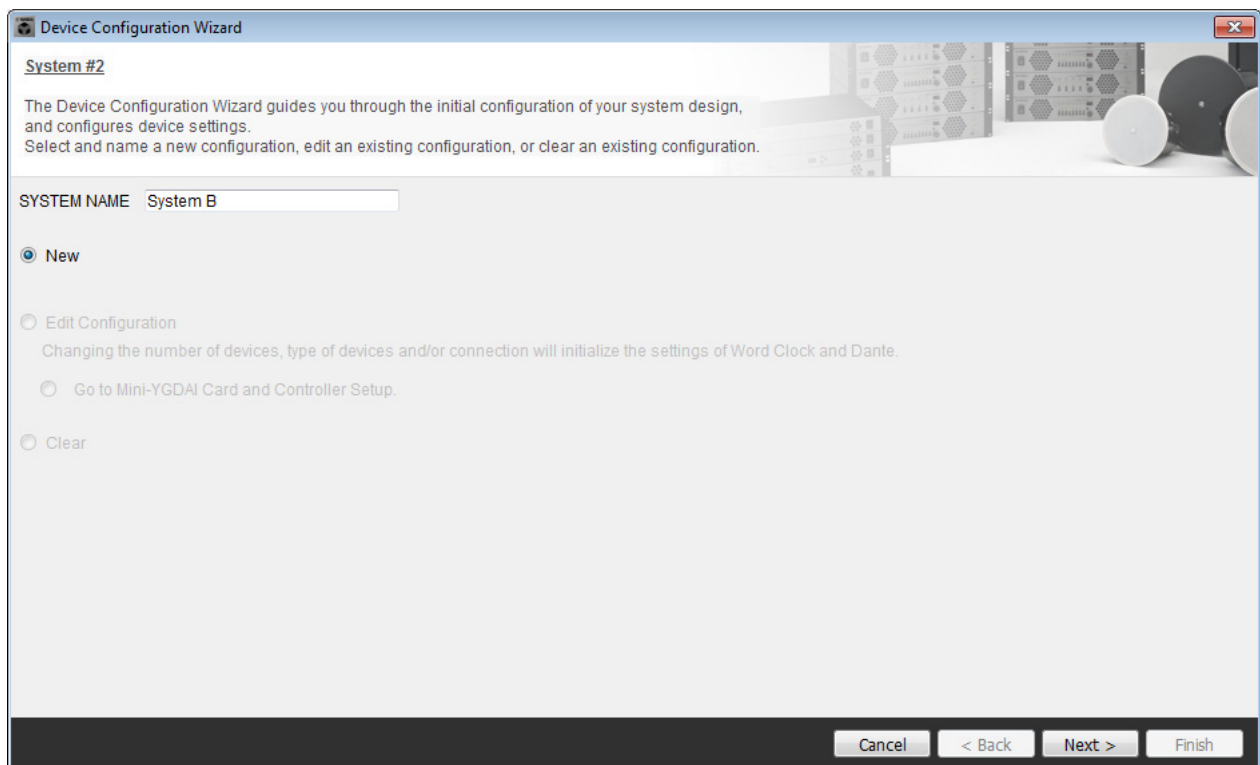 Device Configuration Wizard
System #2
The Device Configuration Wizard guides you through the initial configuration of your system design,
and configures device settings.
Select and name a new configuration, edit an existing configuration, or clear an existing configuration.
SYSTEM NAME System B
New
Edit Configuration
Changing the number of devices, type of devices and/or connection will initialize the settings of Word Clock and Dante.
Go to Mini-YGDAI Card and Controller Setup.
Clear
Cancel < Back Next > Finish